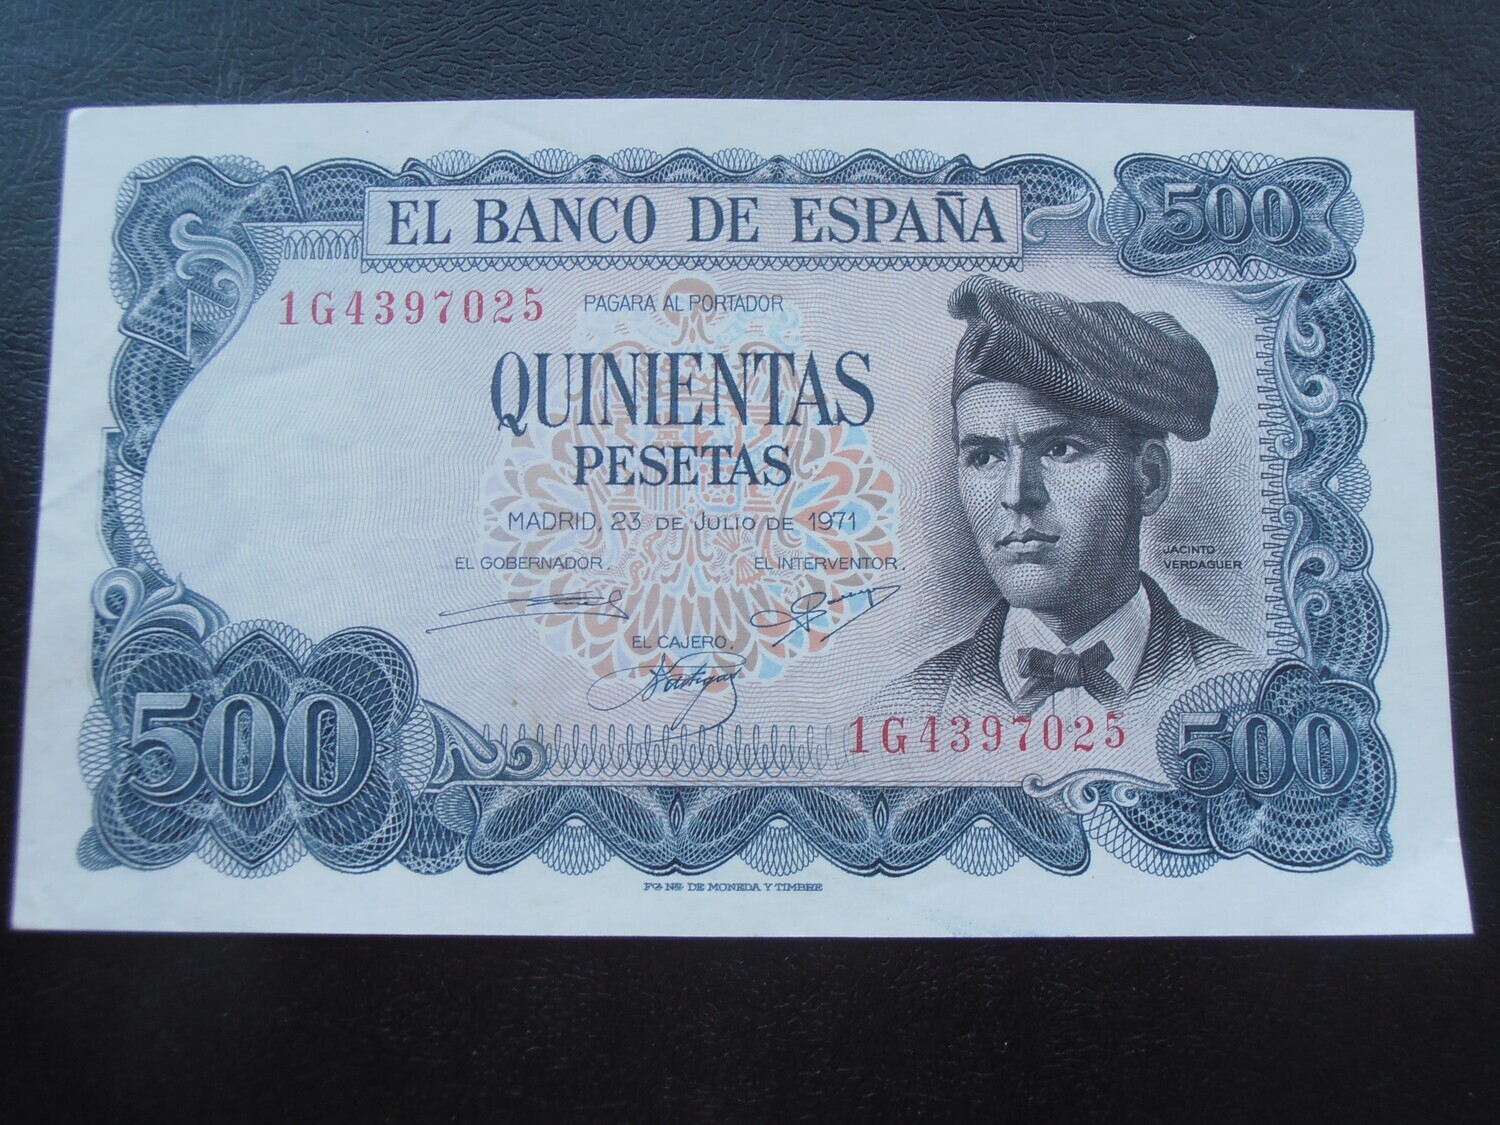 EL BANCO DE ESPAÑA
500
1G4397025
PAGARA AL PORTADOR
QUINIENTAS
PESETAS
MADRID, 23 DE JULIO DE 1971
EL GOBERNADOR,
EL INTERVENTOR,
JACINTO
VERDAGUER
EL CAJERO,
500
1G4397025
500
Fca. Nal. DE MONEDA Y TIMBRE